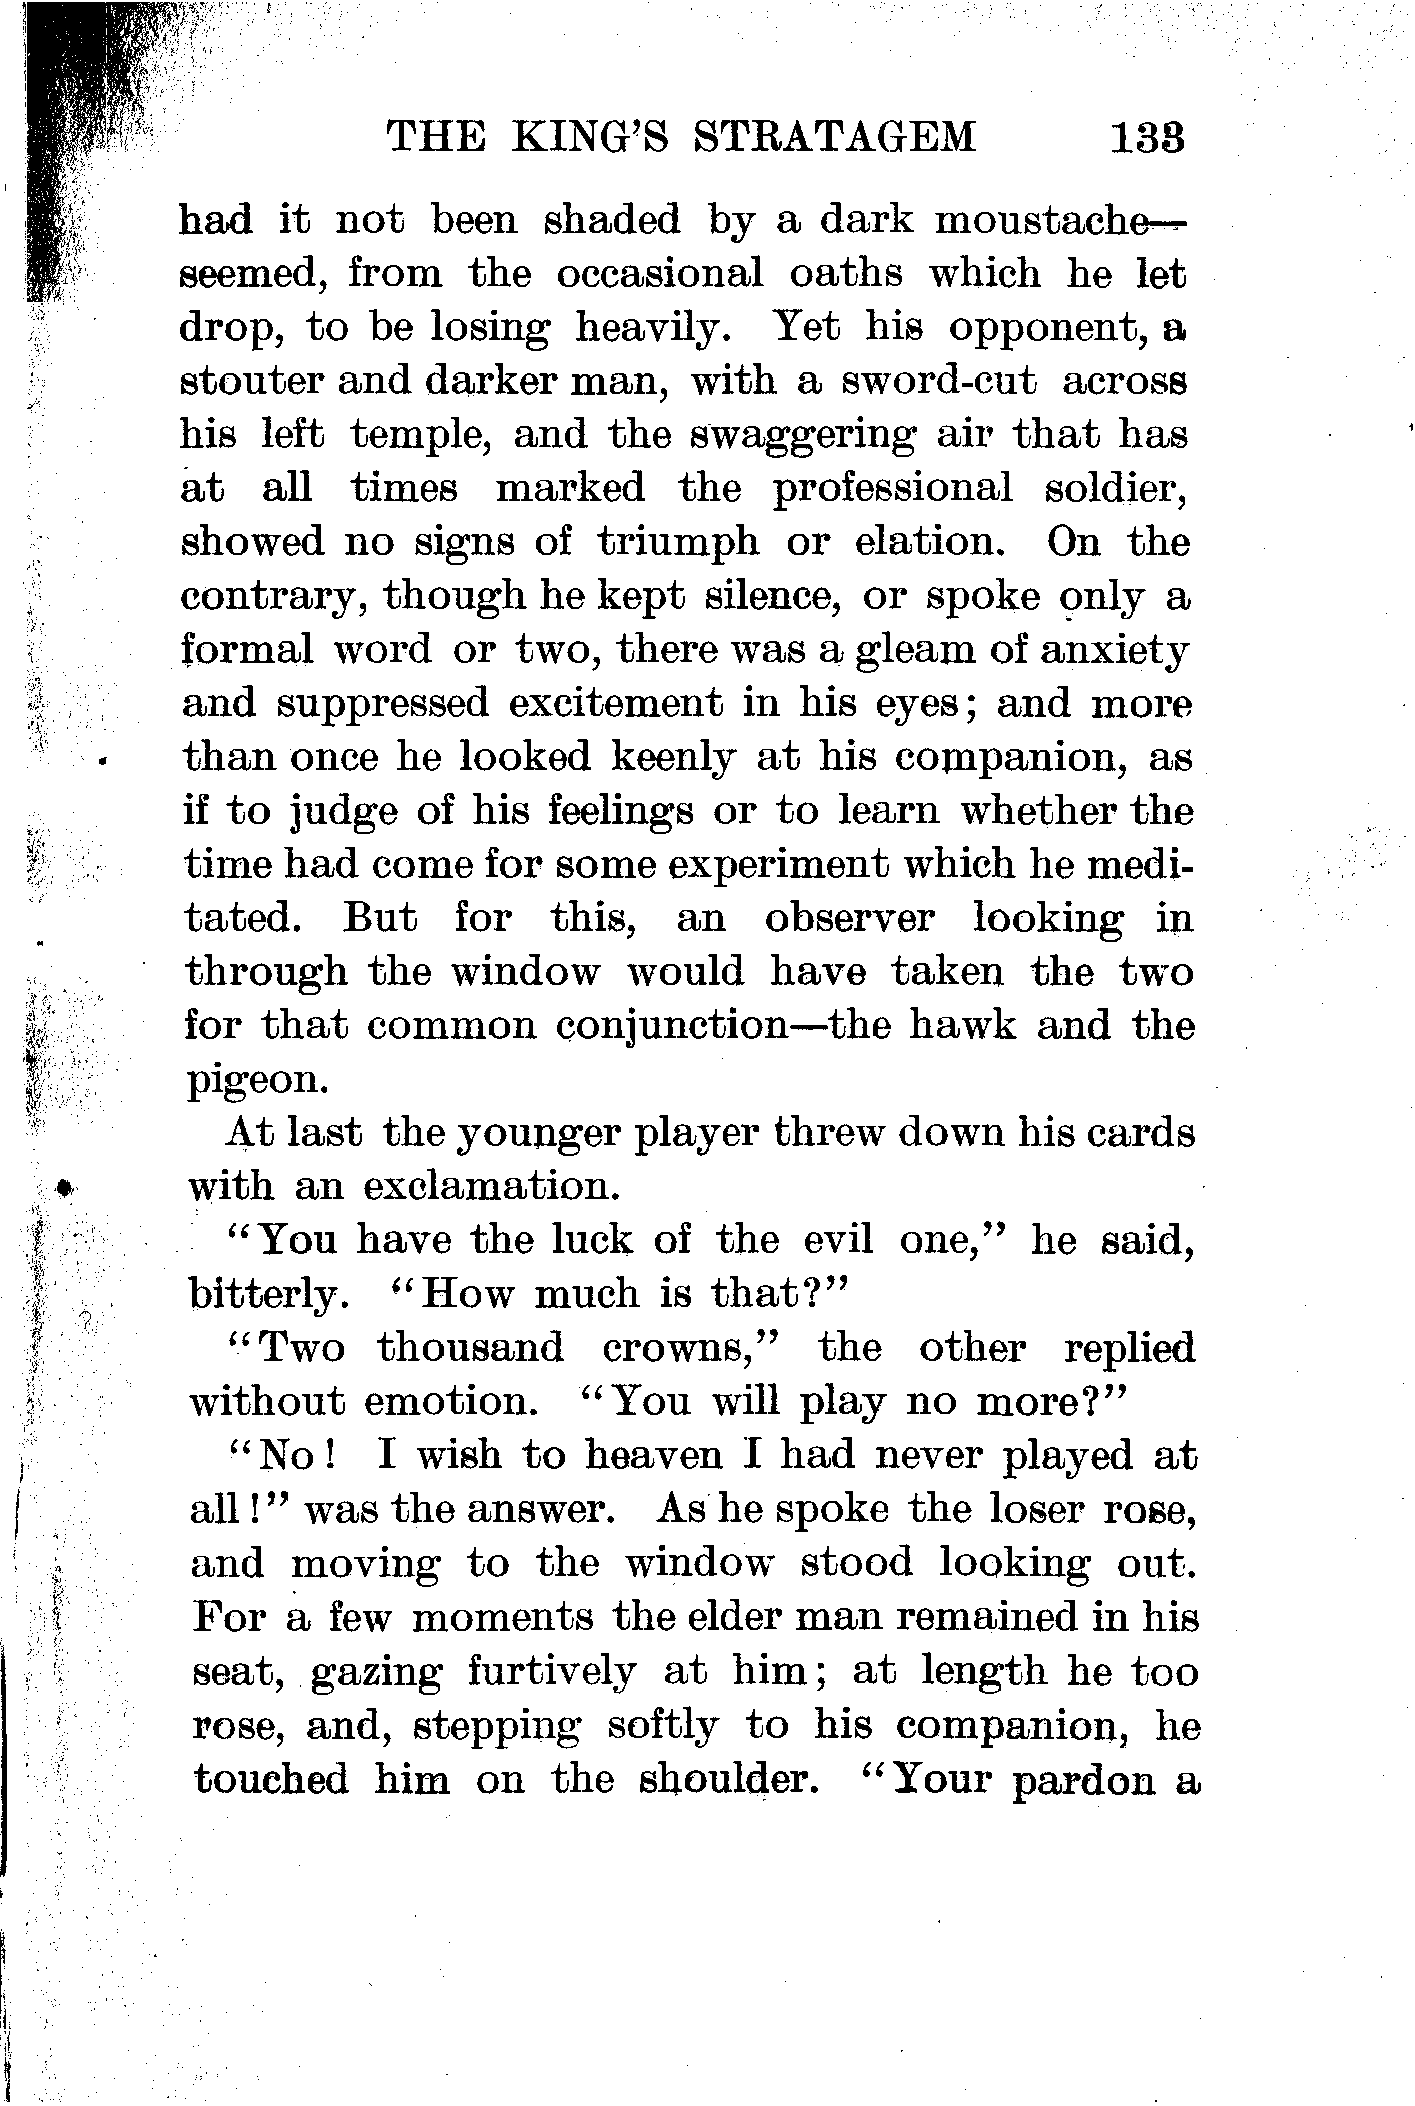 THE KING'S STRATAGEM 133
had it not been shaded by a dark moustache—
seemed, from the occasional oaths which he let
drop, to be losing heavily. Yet his opponent, a
stouter and darker man, with a sword-cut across
his left temple, and the swaggering air that has
at all times marked the professional soldier,
showed no signs of triumph or elation. On the
contrary, though he kept silence, or spoke only a
formal word or two, there was a gleam of anxiety
and suppressed excitement in his eyes; and more
than once he looked keenly at his companion, as
if to judge of his feelings or to learn whether the
time had come for some experiment which he medi-
tated. But for this, an observer looking in
through the window would have taken the two
for that common conjunction—the hawk and the
pigeon.
At last the younger player threw down his cards
with an exclamation.
“You have the luck of the evil one,” he said,
bitterly. “How much is that?”
“Two thousand crowns,” the other replied
without emotion. “You will play no more?”
“No! I wish to heaven I had never played at
all!” was the answer. As he spoke the loser rose,
and moving to the window stood looking out.
For a few moments the elder man remained in his
seat, gazing furtively at him; at length he too
rose, and, stepping softly to his companion, he
touched him on the shoulder. “Your pardon a